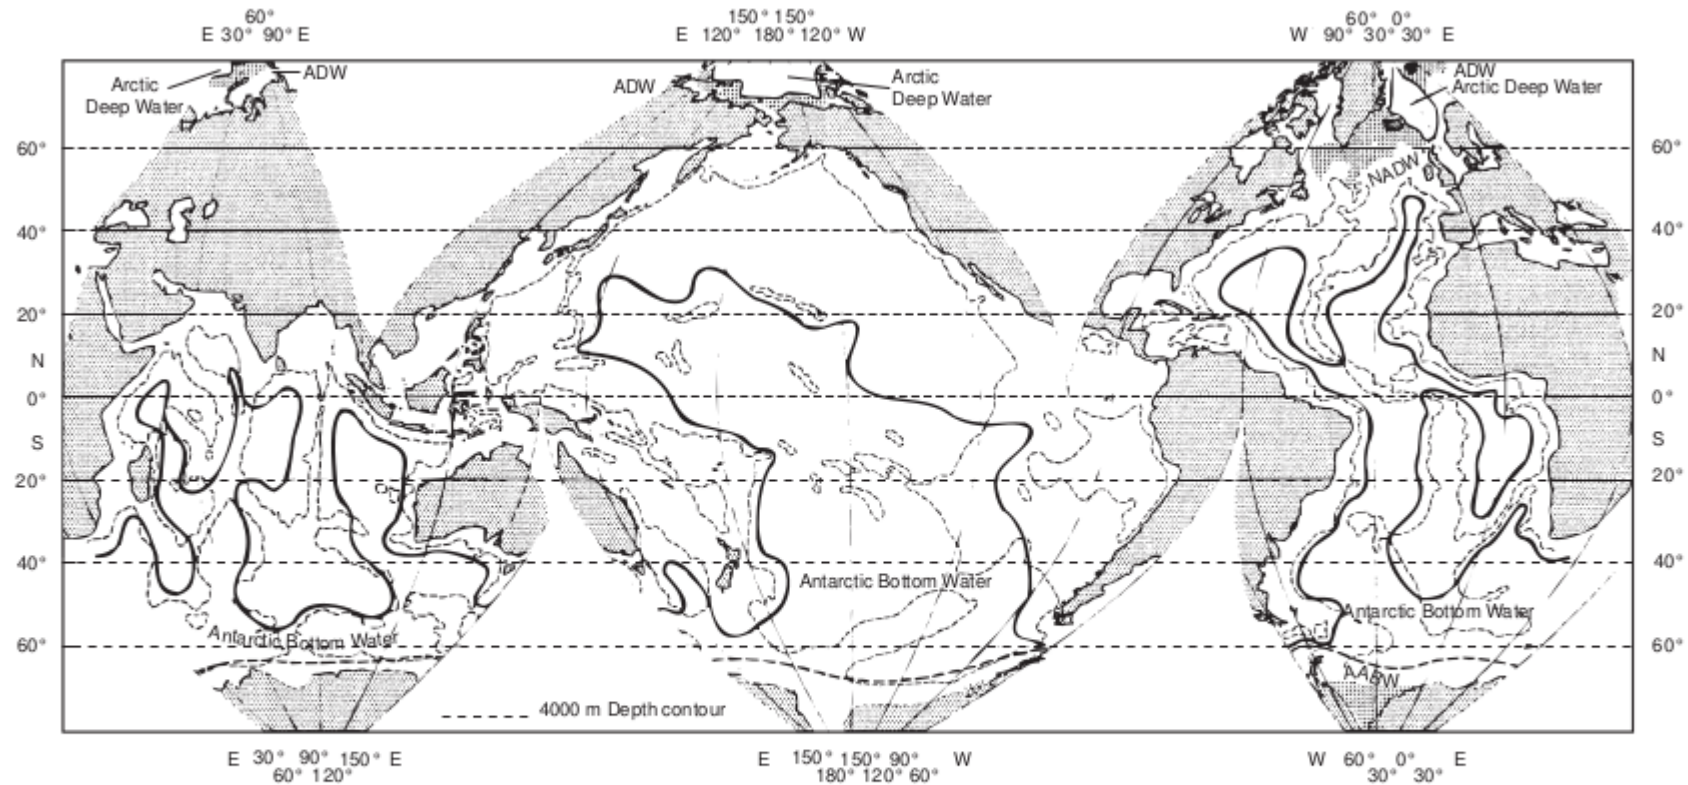 60° 150° 150° 60° 0°
E 30° 90° E E 120° 180° 120° W W 90° 30° 30° E
Arctic
Deep Water
ADW
ADW
Arctic
Deep Water
ADW
Arctic Deep Water
60° 60°
NADW
40° 40°
20° 20°
N N
0° 0°
S S
20° 20°
40° 40°
Antarctic Bottom Water
Antarctic Bottom Water
Antarctic Bottom Water
60° 60°
AABW
4000 m Depth contour
E 30° 90° 150° E E 150° 150° 90° W W 60° 0° E
60° 120° 180° 120° 60° 30° 30°